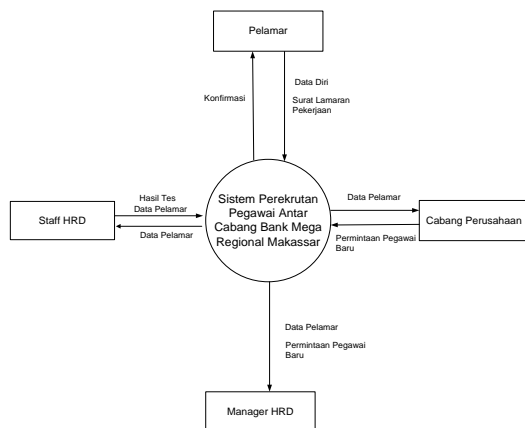 Pelamar
Konfirmasi
Data Diri
Surat Lamaran
Pekerjaan
Staff HRD
Hasil Tes
Data Pelamar
Data Pelamar
Sistem Perekrutan
Pegawai Antar
Cabang Bank Mega
Regional Makassar
Data Pelamar
Permintaan Pegawai
Baru
Cabang Perusahaan
Data Pelamar
Permintaan Pegawai
Baru
Manager HRD